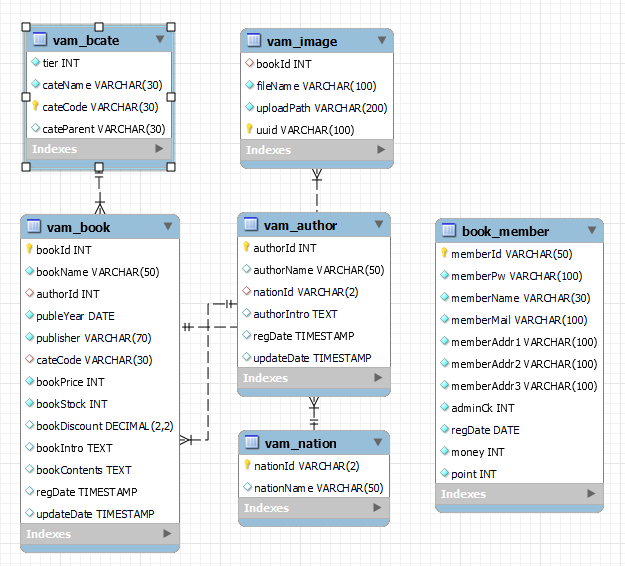 vam_bcate
tier INT
cateName VARCHAR(30)
cateCode VARCHAR(30)
cateParent VARCHAR(30)
Indexes
vam_image
bookId INT
fileName VARCHAR(100)
uploadPath VARCHAR(200)
uuid VARCHAR(100)
Indexes
vam_book
bookId INT
bookName VARCHAR(50)
authorId INT
publeYear DATE
publisher VARCHAR(70)
cateCode VARCHAR(30)
bookPrice INT
bookStock INT
bookDiscount DECIMAL(2,2)
bookIntro TEXT
bookContents TEXT
regDate TIMESTAMP
updateDate TIMESTAMP
Indexes
vam_author
authorId INT
authorName VARCHAR(50)
nationId VARCHAR(2)
authorIntro TEXT
regDate TIMESTAMP
updateDate TIMESTAMP
Indexes
vam_nation
nationId VARCHAR(2)
nationName VARCHAR(50)
Indexes
book_member
memberId VARCHAR(50)
memberPw VARCHAR(100)
memberName VARCHAR(30)
memberMail VARCHAR(100)
memberAddr1 VARCHAR(100)
memberAddr2 VARCHAR(100)
memberAddr3 VARCHAR(100)
adminCk INT
regDate DATE
money INT
point INT
Indexes